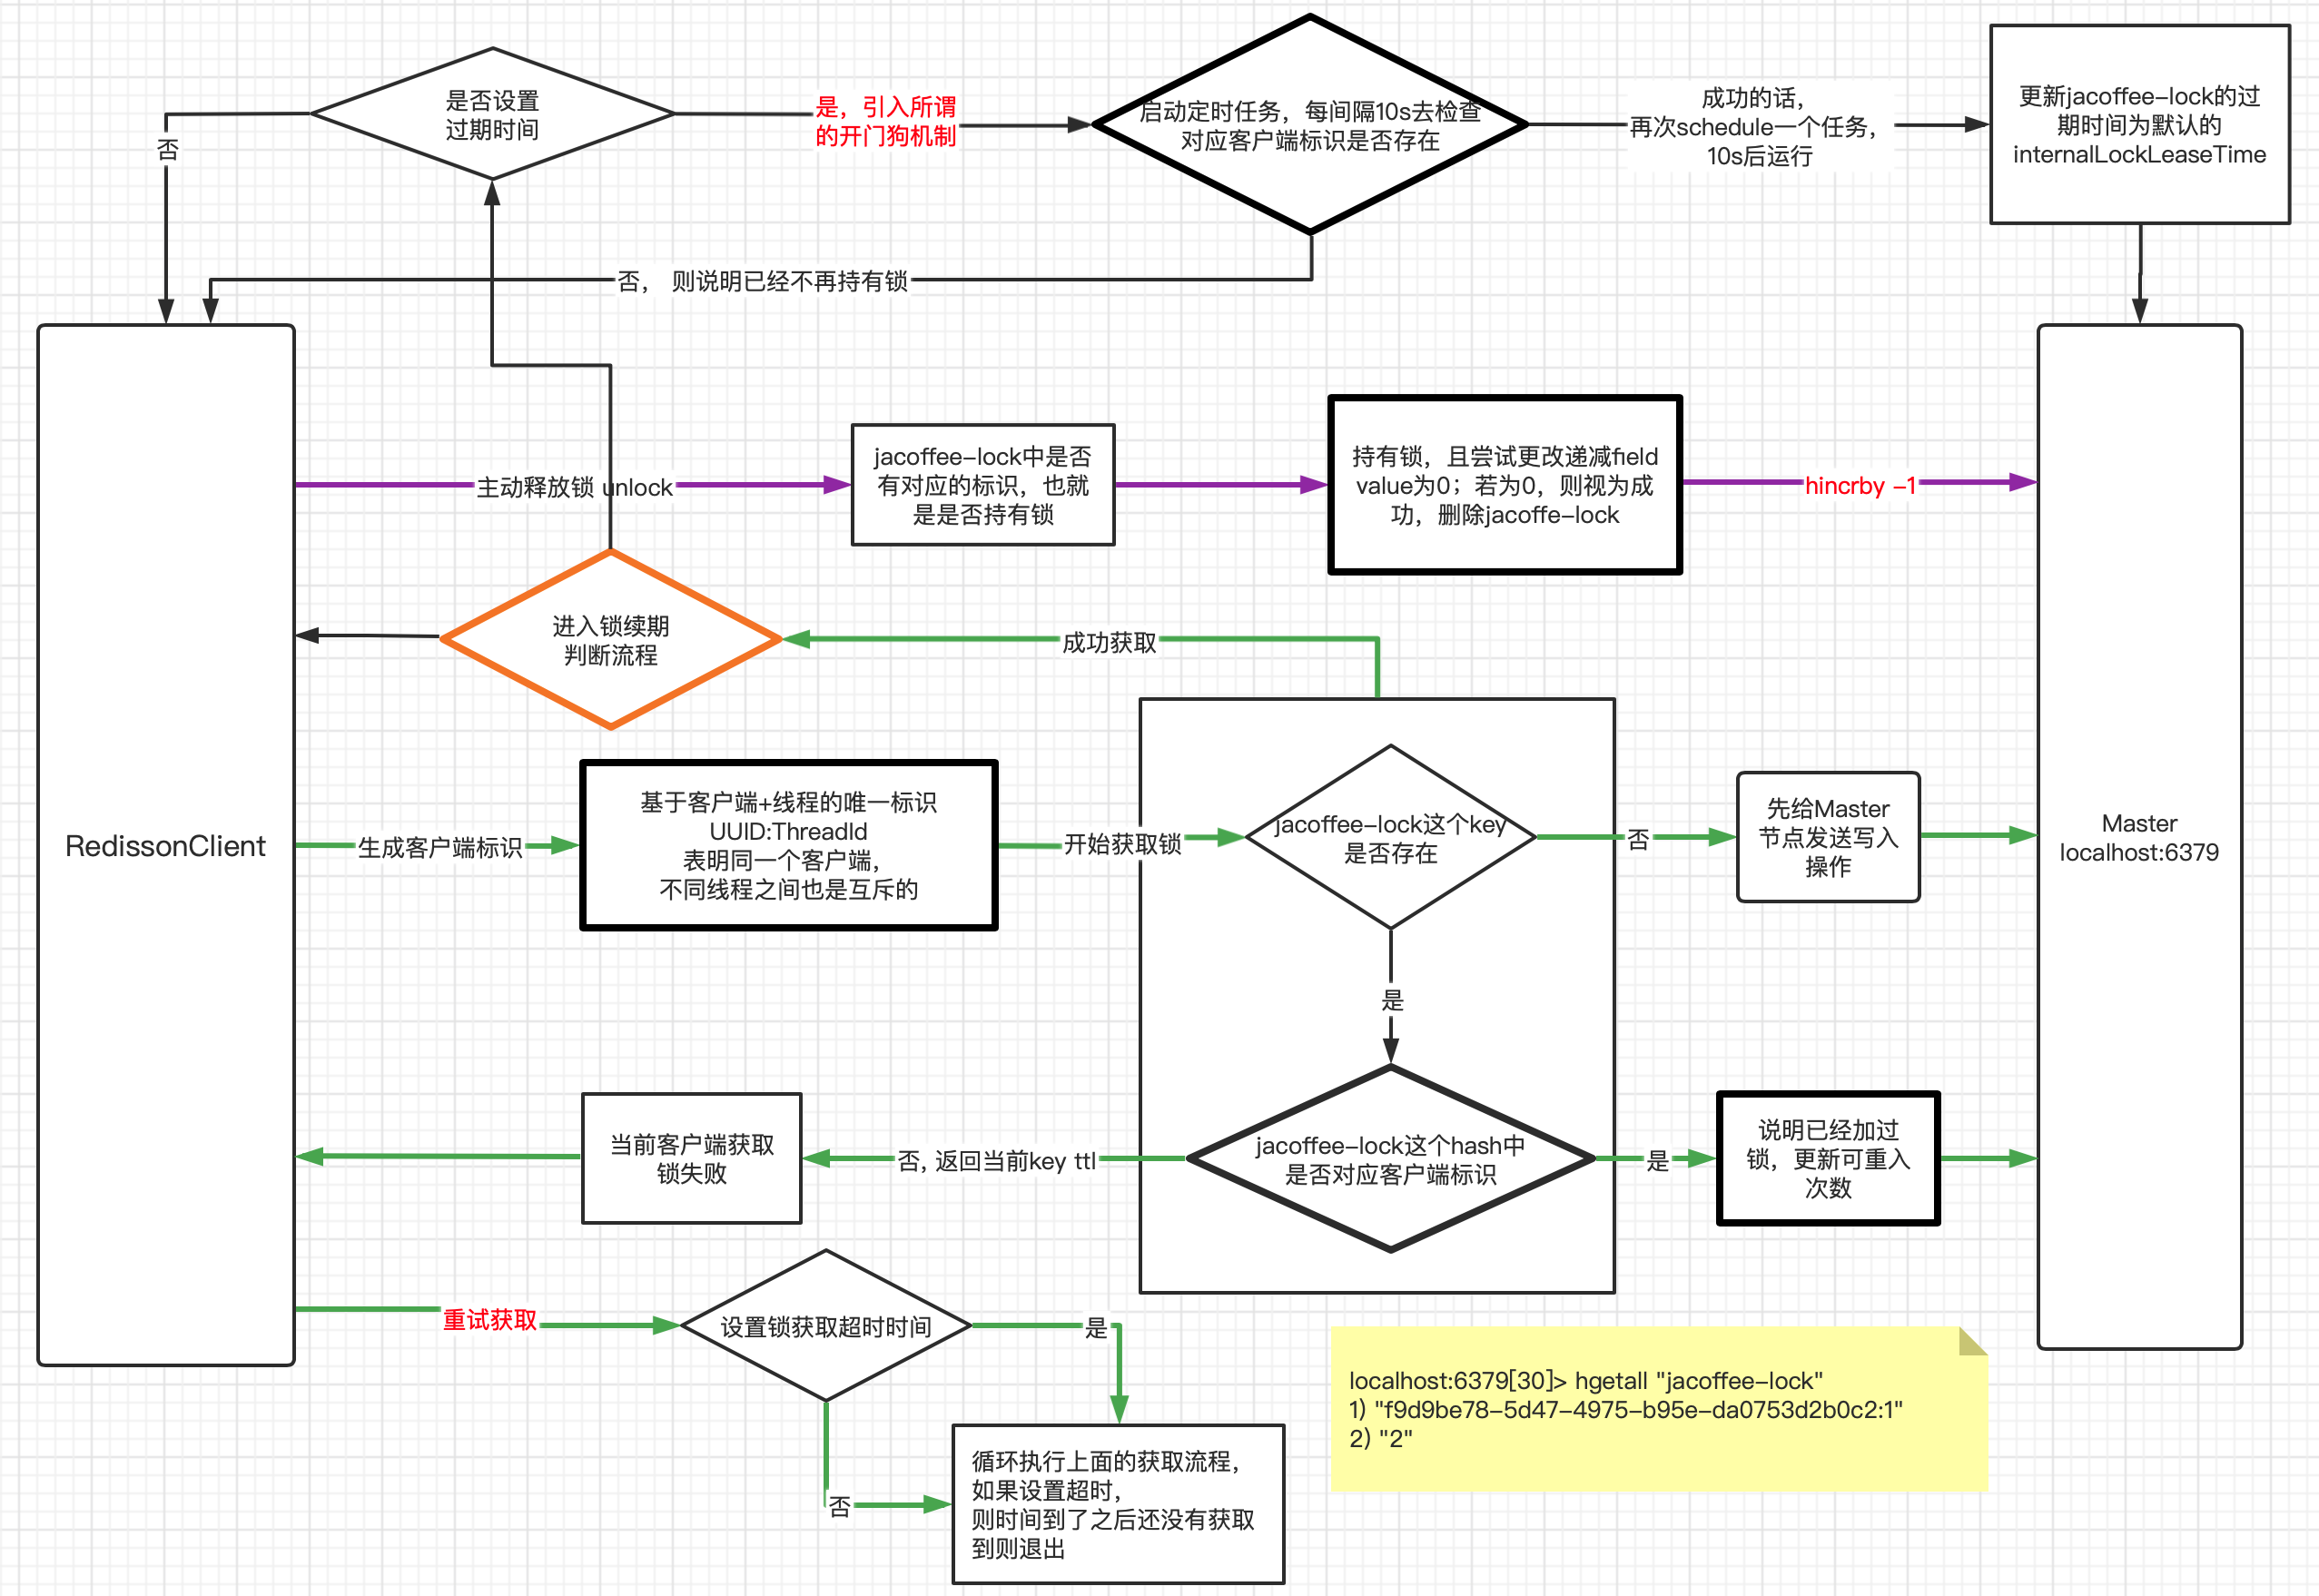 是否设置
过期时间
是，引入所谓
的开门狗机制
启动定时任务，每间隔10s去检查
对应客户端标识是否存在
成功的话，
再次schedule一个任务，
10s后运行
更新jacoffee-lock的过
期时间为默认的
internalLockLeaseTime
否
否， 则说明已经不再持有锁
主动释放锁 unlock
jacoffee-lock中是否
有对应的标识，也就
是是否持有锁
持有锁，且尝试更改递减field
value为0；若为0，则视为成
功，删除jacoffe-lock
hincrby -1
进入锁续期
判断流程
成功获取
RedissonClient
生成客户端标识
基于客户端+线程的唯一标识
UUID:ThreadId
表明同一个客户端，
不同线程之间也是互斥的
开始获取锁
jacoffee-lock这个key
是否存在
否
先给Master
节点发送写入
操作
Master
localhost:6379
是
当前客户端获取
锁失败
否, 返回当前key ttl
jacoffee-lock这个hash中
是否对应客户端标识
是
说明已经加过
锁，更新可重入
次数
重试获取
设置锁获取超时时间
是
否
循环执行上面的获取流程，
如果设置超时，
则时间到了之后还没有获取
到则退出
localhost:6379[30]> hgetall "jacoffee-lock"
1) "f9d9be78-5d47-4975-b95e-da0753d2b0c2:1"
2) "2"